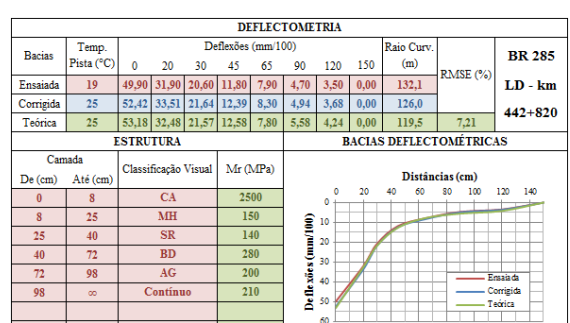 DEFLECTOMETRIA
Bacias Temp. Pista (°C) Deflexões (mm/100) Raio Curv. (m) RMSE (%) BR 285
0 20 30 45 65 90 120 150
Ensaiada 19 49,90 31,90 20,60 11,80 7,90 4,70 3,50 0,00 132,1 LD - km
Corrigida 25 52,42 33,51 21,64 12,39 8,30 4,94 3,68 0,00 126,0 442+820
Teórica 25 53,18 32,48 21,57 12,58 7,80 5,58 4,24 0,00 119,5 7,21
ESTRUTURA BACIAS DEFLECTOMÉTRICAS
Camada Classificação Visual Mr (MPa)
De (cm) Até (cm)
0 8 CA 2500
8 25 MH 150
25 40 SR 140
40 72 BD 280
72 98 AG 200
98 ∞ Contínuo 210
Distâncias (cm)
0 20 40 60 80 100 120 140
Deflexões (mm/100)
0
10
20
30
40
50
60
Ensaiada
Corrigida
Teórica